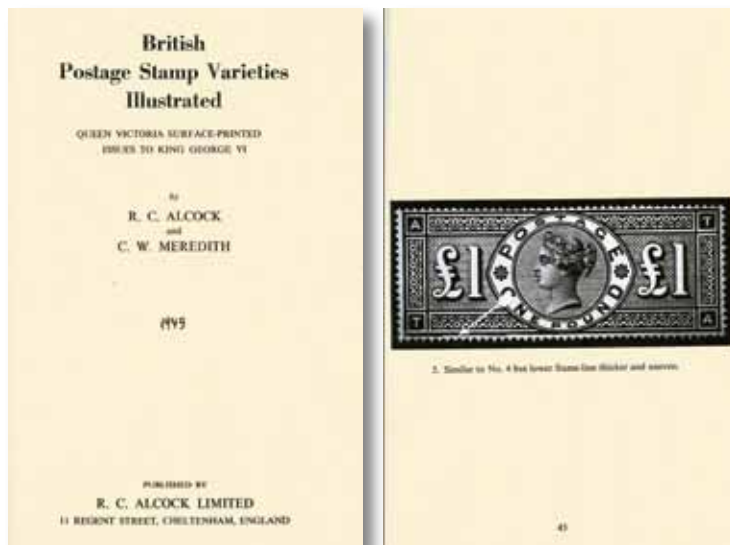 British
Postage Stamp Varieties
Illustrated
QUEEN VICTORIA SURFACE-PRINTED
ISSUES TO KING GEORGE VI
by
R. C. ALCOCK
and
C. W. MEREDITH
1945
PUBLISHED BY
R. C. ALCOCK LIMITED
11 REGENT STREET, CHELTENHAM, ENGLAND
A T
POSTAGE
£1 £1
ONE POUND
T A
5. Similar to No. 4 but lower frame-line thicker and uneven.
45